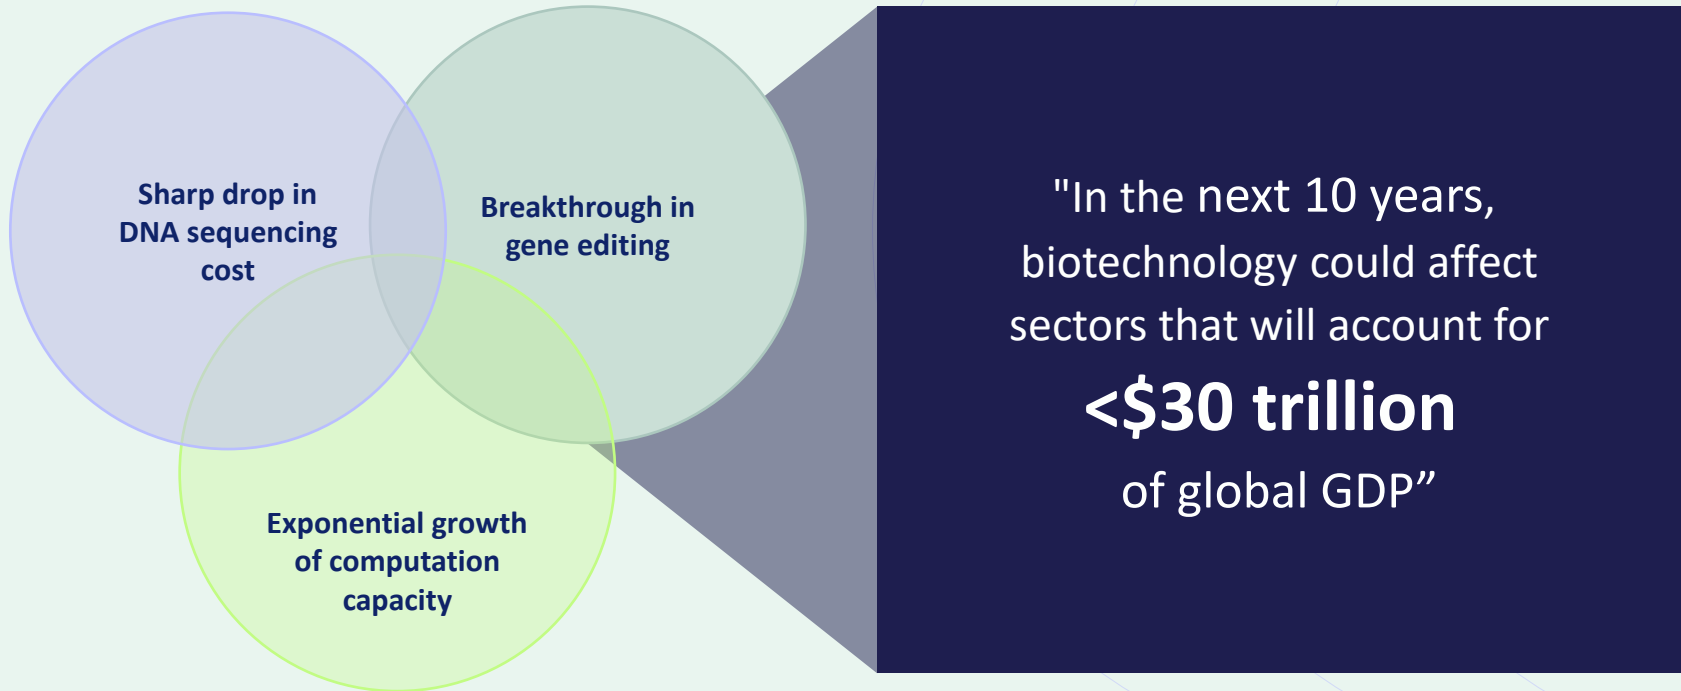 Sharp drop in
DNA sequencing
cost
Breakthrough in
gene editing
Exponential growth
of computation
capacity
"In the next 10 years,
biotechnology could affect
sectors that will account for
<$30 trillion
of global GDP”